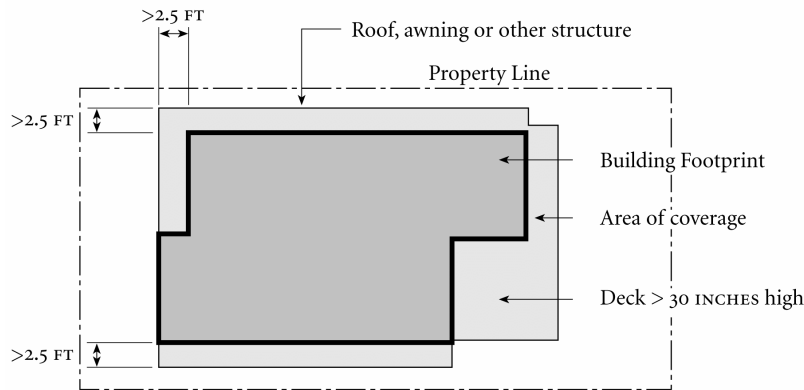 >2.5 FT
Roof, awning or other structure
Property Line
>2.5 FT
Building Footprint
Area of coverage
Deck > 30 INCHES high
>2.5 FT